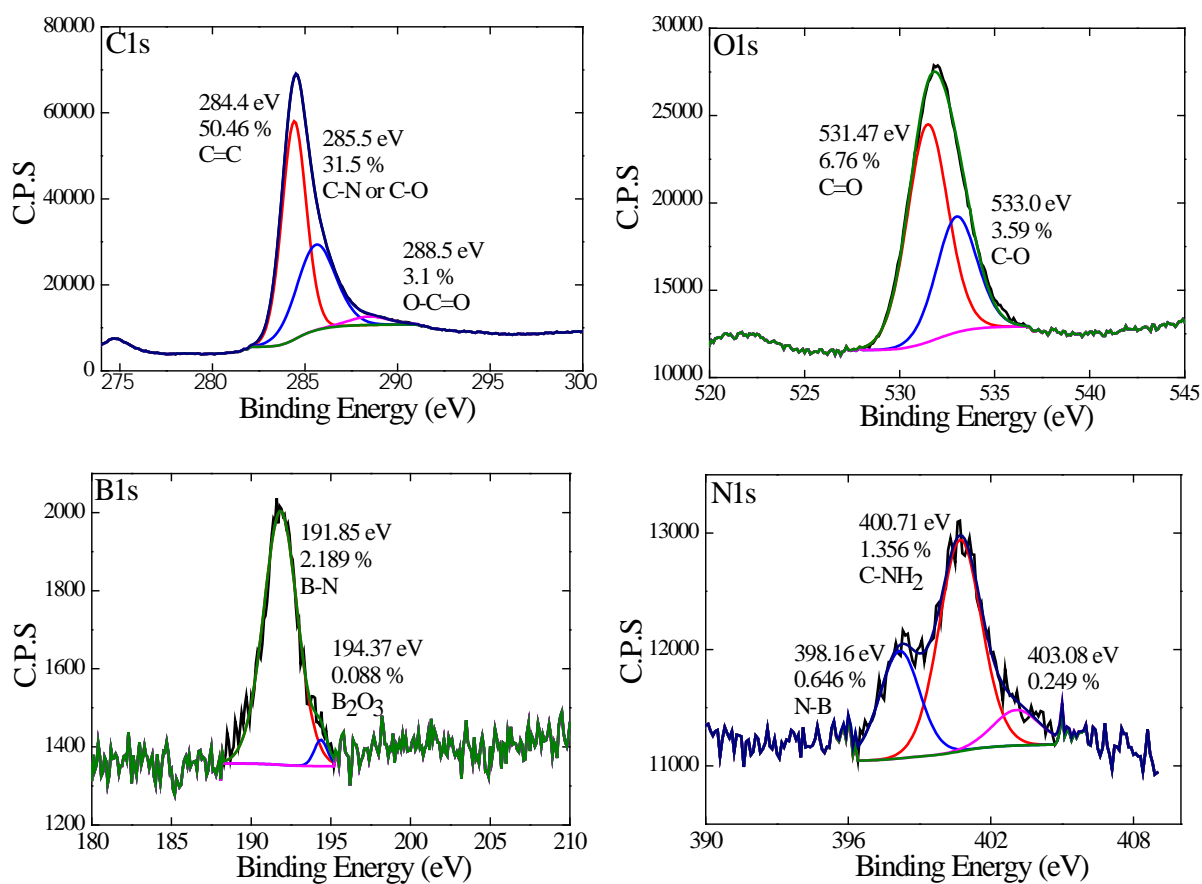 C1s
80000
60000
40000
20000
0
C.P.S
284.4 eV
50.46 %
C=C
285.5 eV
31.5 %
C-N or C-O
288.5 eV
3.1 %
O-C=O
275 280 285 290 295 300
Binding Energy (eV)
O1s
30000
25000
20000
15000
10000
C.P.S
531.47 eV
6.76 %
C=O
533.0 eV
3.59 %
C-O
520 525 530 535 540 545
Binding Energy (eV)
B1s
2000
1800
1600
1400
1200
C.P.S
191.85 eV
2.189 %
B-N
194.37 eV
0.088 %
B₂O₃
180 185 190 195 200 205 210
Binding Energy (eV)
N1s
13000
12000
11000
C.P.S
400.71 eV
1.356 %
C-NH₂
398.16 eV
0.646 %
N-B
403.08 eV
0.249 %
390 396 402 408
Binding Energy (eV)